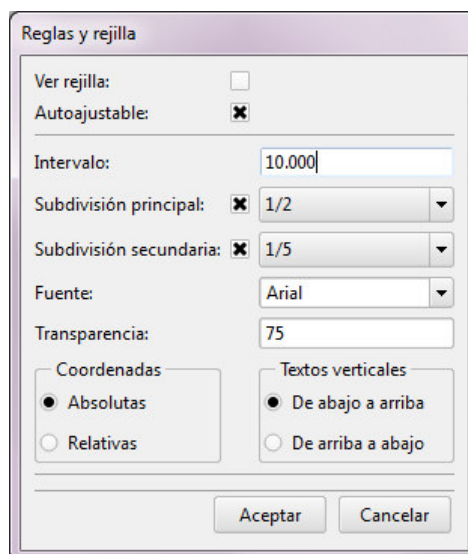 Reglas y rejilla
Ver rejilla:
Autoajustable:
Intervalo: 10.000
Subdivisión principal: 1/2
Subdivisión secundaria: 1/5
Fuente: Arial
Transparencia: 75
Coordenadas Textos verticales
Absolutas De abajo a arriba
Relativas De arriba a abajo
Aceptar Cancelar